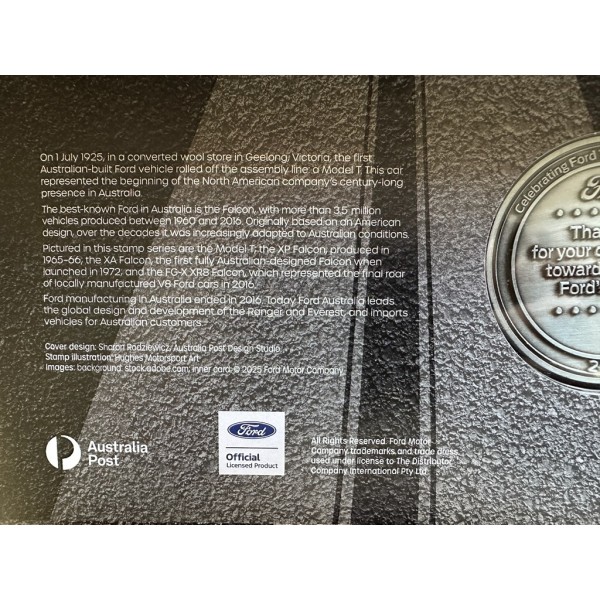 On 1 July 1925, in a converted wool store in Geelong, Victoria, the first
Australian-built Ford vehicle rolled off the assembly line: a Model T. This car
represented the beginning of the North American company's century-long
presence in Australia.
The best-known Ford in Australia is the Falcon, with more than 3.5 million
vehicles produced between 1960 and 2016. Originally based on an American
design, over the decades it was increasingly adapted to Australian conditions.
Pictured in this stamp series are the Model T; the XP Falcon, produced in
1965–66; the XA Falcon, the first fully Australian-designed Falcon when
launched in 1972; and the FG-X XR8 Falcon, which represented the final roar
of locally manufactured V8 Ford cars in 2016.
Ford manufacturing in Australia ended in 2016. Today Ford Australia leads
the global design and development of the Ranger and Everest, and imports
vehicles for Australian customers.
Cover design: Sharon Rodziewicz, Australia Post Design Studio
Stamp illustration: Hughes Motorsport Art
Images: background: stock.adobe.com; inner card: © 2025 Ford Motor Company
Australia
Post
Ford
Official
Licensed Product
All Rights Reserved. Ford Motor
Company trademarks and trade dress
used under license to The Distributor
Company International Pty Ltd
Celebrating Ford
Tha
for your
toward
Ford'